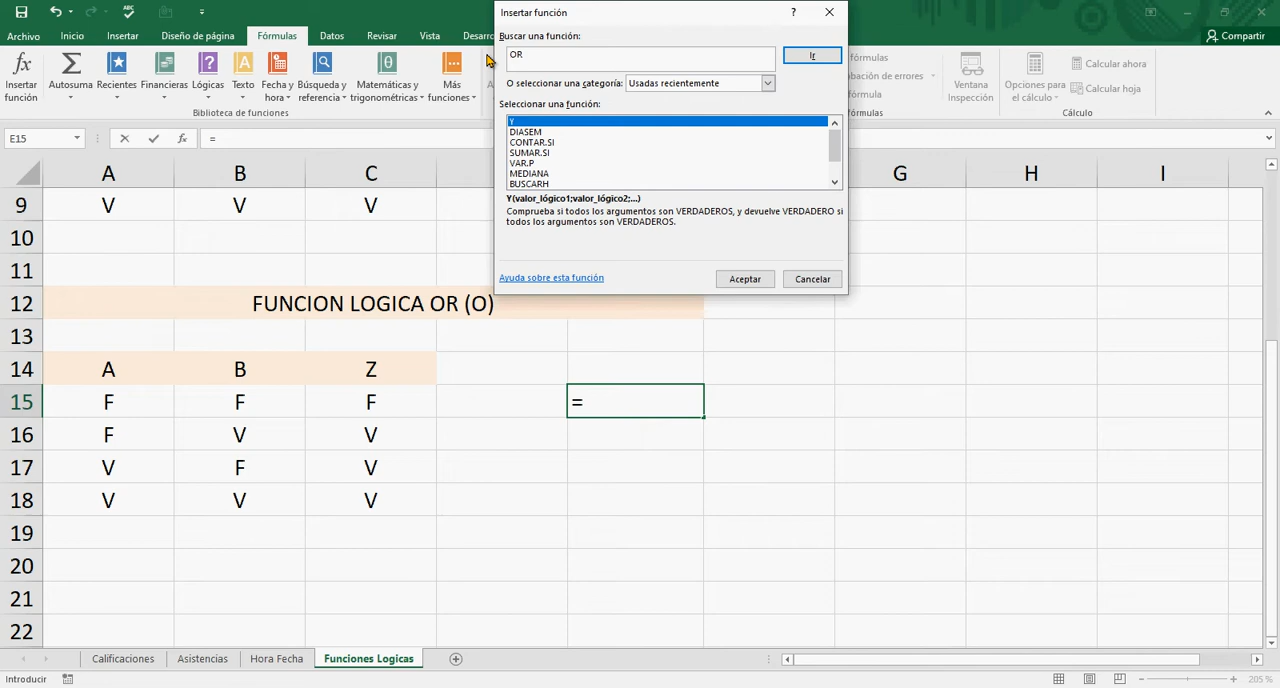 Insertar función
?
Archivo Inicio Insertar Diseño de página Fórmulas Datos Revisar Vista Desarro
Compartir
Buscar una función:
OR
Ir
O seleccionar una categoría: Usadas recientemente
Seleccionar una función:
Y
DIASEM
CONTAR.SI
SUMAR.SI
VAR.P
MEDIANA
BUSCARH
Y(valor_lógico1;valor_lógico2;...)
Comprueba si todos los argumentos son VERDADEROS, y devuelve VERDADERO si
todos los argumentos son VERDADEROS.
Ayuda sobre esta función
Aceptar Cancelar
fx Insertar función
Autosuma
Recientes
Financieras
Lógicas
Texto
Fecha y hora
Búsqueda y referencia
Matemáticas y trigonométricas
Más funciones
Biblioteca de funciones
fórmulas
bación de errores
fórmula
fórmulas
Ventana Inspección
Opciones para el cálculo
Calcular ahora
Calcular hoja
Cálculo
E15 fx =
A B C G H I
9 V V V
10
11
12 FUNCION LOGICA OR (O)
13
14 A B Z
15 F F F =
16 F V V
17 V F V
18 V V V
19
20
21
22
Calificaciones Asistencias Hora Fecha Funciones Logicas
Introducir 205 %